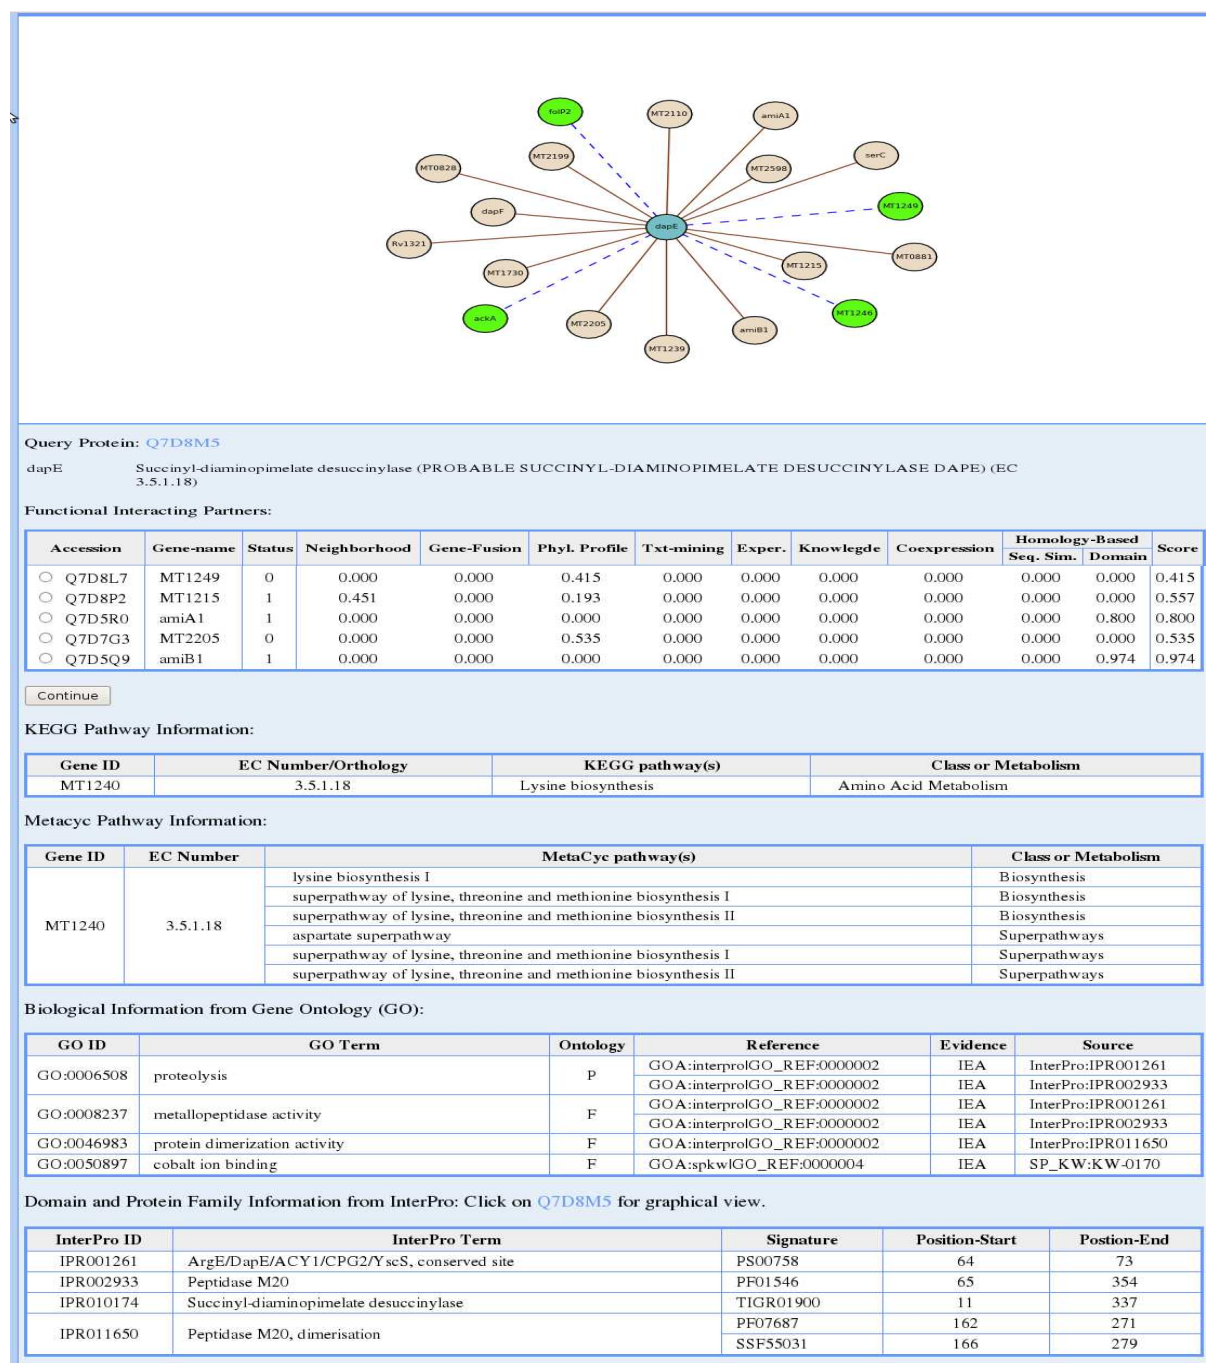 folP2
MT2110
amiA1
MT2199
MT2598
serC
MT0828
dapF
MT1249
dapE
Rv1321
MT0881
MT1730
MT1215
ackA
MT2205
amiB1
MT1246
MT1239
Query Protein: Q7D8M5
dapE Succinyl-diaminopimelate desuccinylase (PROBABLE SUCCINYL-DIAMINOPIMELATE DESUCCINYLASE DAPE) (EC
3.5.1.18)
Functional Interacting Partners:
Accession Gene-name Status Neighborhood Gene-Fusion Phyl. Profile Txt-mining Exper. Knowlegde Coexpression Homology-Based Score
Seq. Sim. Domain
Q7D8L7 MT1249 0 0.000 0.000 0.415 0.000 0.000 0.000 0.000 0.000 0.000 0.415
Q7D8P2 MT1215 1 0.451 0.000 0.193 0.000 0.000 0.000 0.000 0.000 0.000 0.557
Q7D5R0 amiA1 1 0.000 0.000 0.000 0.000 0.000 0.000 0.000 0.000 0.800 0.800
Q7D7G3 MT2205 0 0.000 0.000 0.535 0.000 0.000 0.000 0.000 0.000 0.000 0.535
Q7D5Q9 amiB1 1 0.000 0.000 0.000 0.000 0.000 0.000 0.000 0.000 0.974 0.974
Continue
KEGG Pathway Information:
Gene ID EC Number/Orthology KEGG pathway(s) Class or Metabolism
MT1240 3.5.1.18 Lysine biosynthesis Amino Acid Metabolism
Metacyc Pathway Information:
Gene ID EC Number MetaCyc pathway(s) Class or Metabolism
MT1240 3.5.1.18 lysine biosynthesis I Biosynthesis
superpathway of lysine, threonine and methionine biosynthesis I Biosynthesis
superpathway of lysine, threonine and methionine biosynthesis II Biosynthesis
aspartate superpathway Superpathways
superpathway of lysine, threonine and methionine biosynthesis I Superpathways
superpathway of lysine, threonine and methionine biosynthesis II Superpathways
Biological Information from Gene Ontology (GO):
GO ID GO Term Ontology Reference Evidence Source
GO:0006508 proteolysis P GOA:interpro|GO_REF:0000002 IEA InterPro:IPR001261
GOA:interpro|GO_REF:0000002 IEA InterPro:IPR002933
GO:0008237 metallopeptidase activity F GOA:interpro|GO_REF:0000002 IEA InterPro:IPR001261
GOA:interpro|GO_REF:0000002 IEA InterPro:IPR002933
GO:0046983 protein dimerization activity F GOA:interpro|GO_REF:0000002 IEA InterPro:IPR011650
GO:0050897 cobalt ion binding F GOA:spkw|GO_REF:0000004 IEA SP_KW:KW-0170
Domain and Protein Family Information from InterPro: Click on Q7D8M5 for graphical view.
InterPro ID InterPro Term Signature Position-Start Postion-End
IPR001261 ArgE/DapE/ACY1/CPG2/YscS, conserved site PS00758 64 73
IPR002933 Peptidase M20 PF01546 65 354
IPR010174 Succinyl-diaminopimelate desuccinylase TIGR01900 11 337
IPR011650 Peptidase M20, dimerisation PF07687 162 271
SSF55031 166 279